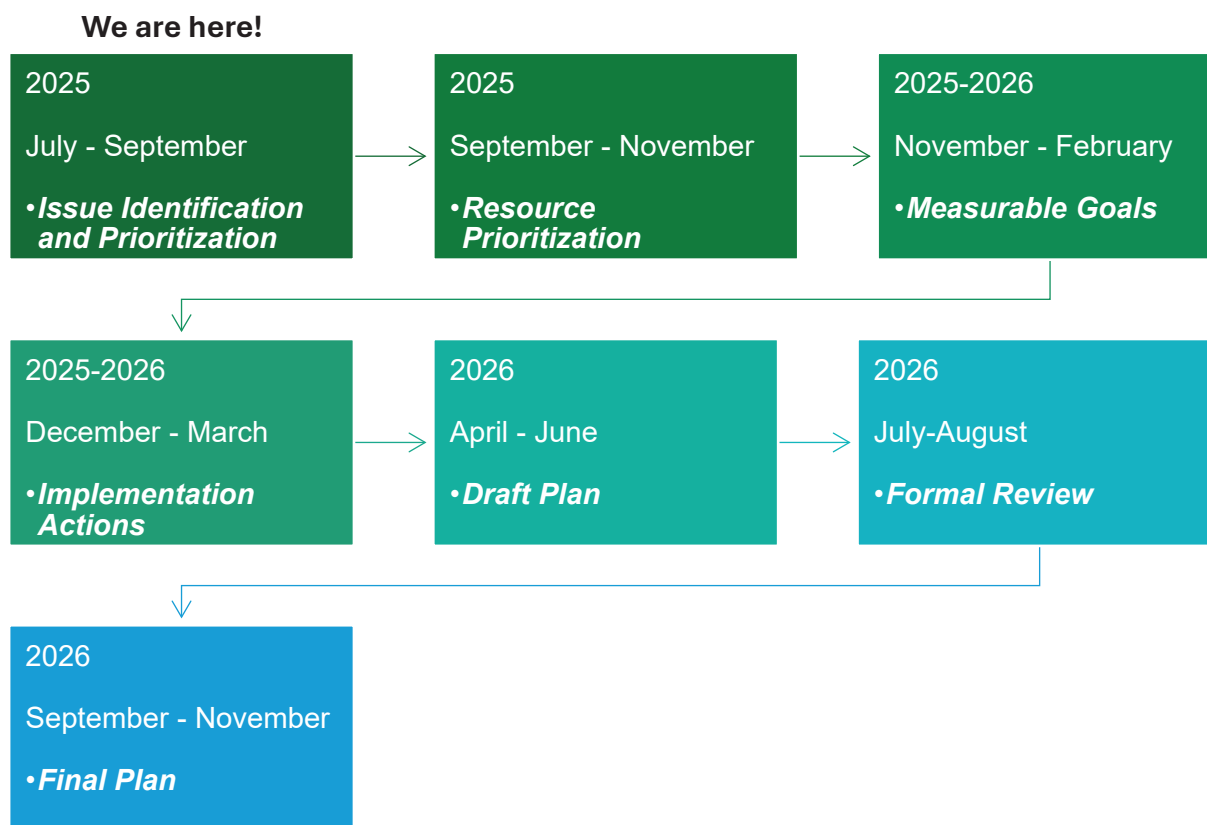 We are here!
2025
July - September
•Issue Identification
and Prioritization
2025
September - November
•Resource
Prioritization
2025-2026
November - February
•Measurable Goals
2025-2026
December - March
•Implementation
Actions
2026
April - June
•Draft Plan
2026
July-August
•Formal Review
2026
September - November
•Final Plan